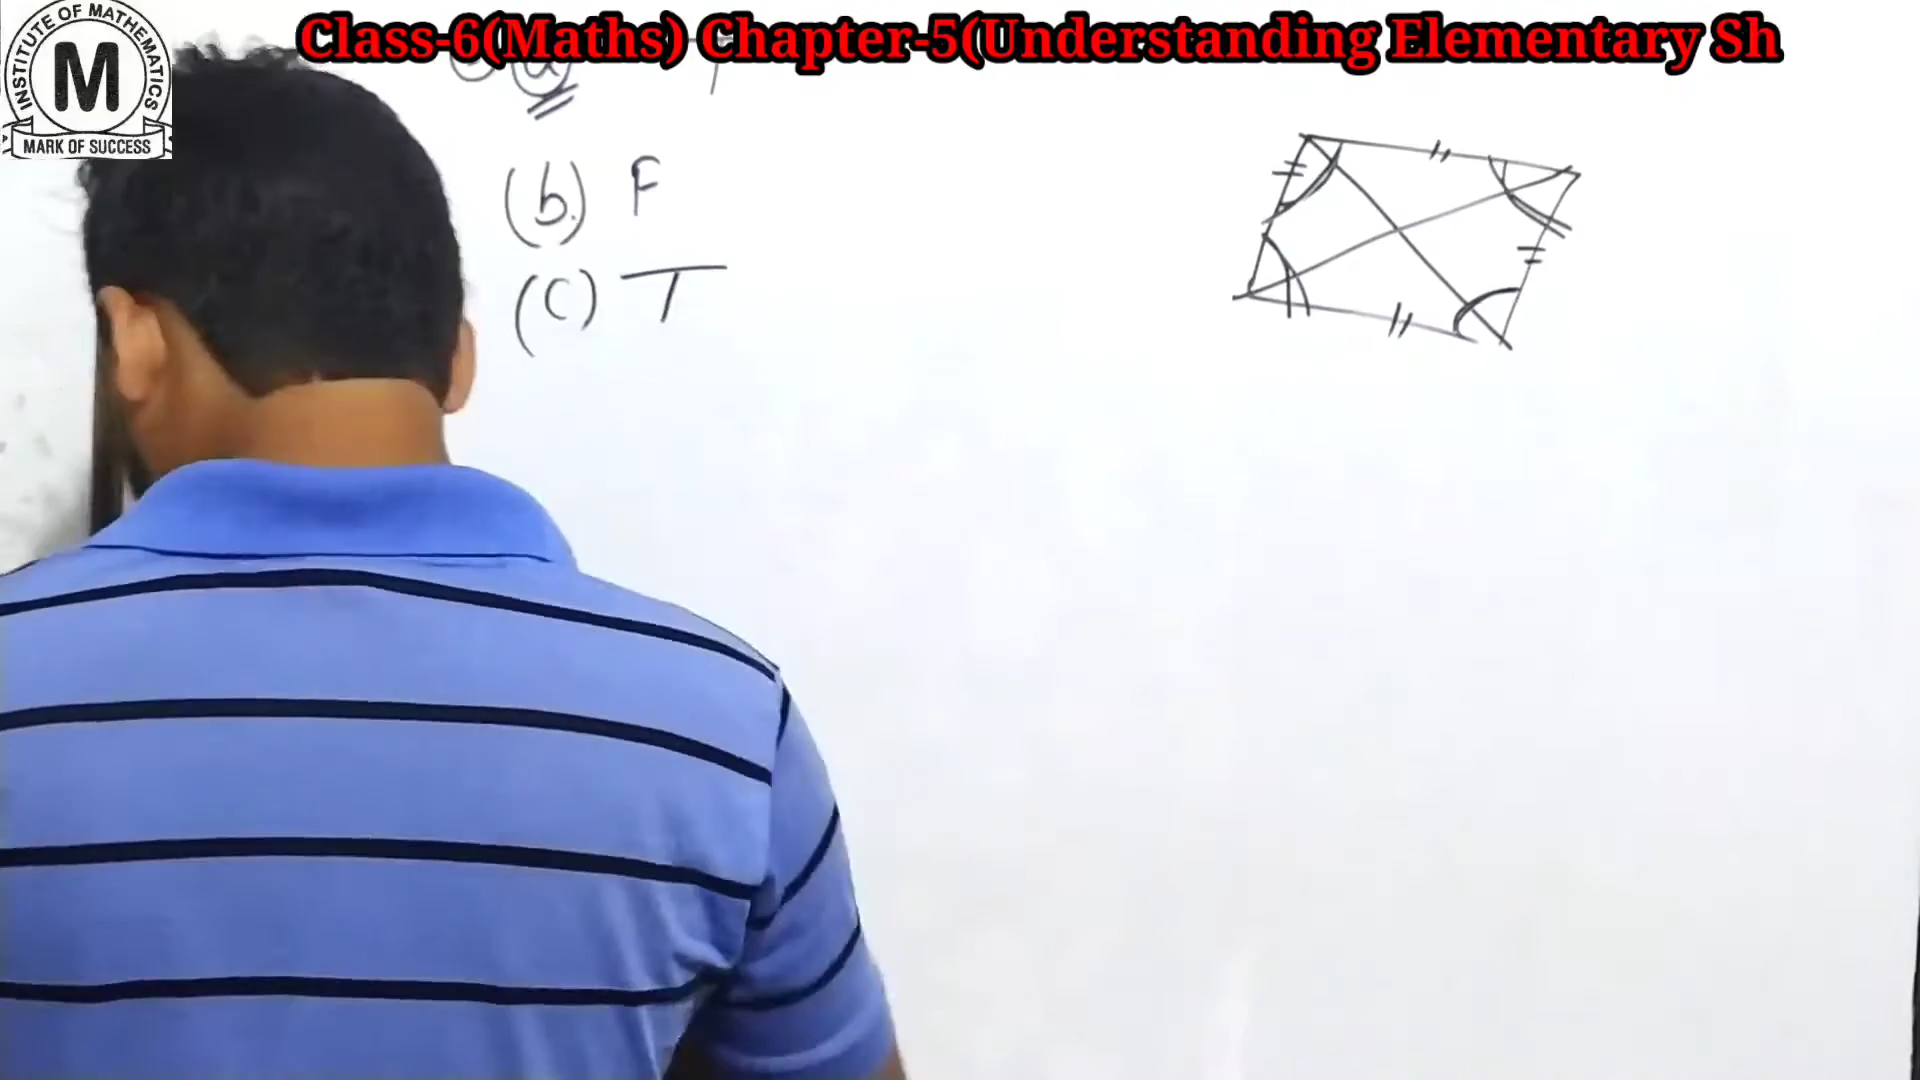 INSTITUTE OF MATHEMATICS
M
MARK OF SUCCESS
Class-6(Maths) Chapter-5(Understanding Elementary Sh
(a)
(b) F
(c) T